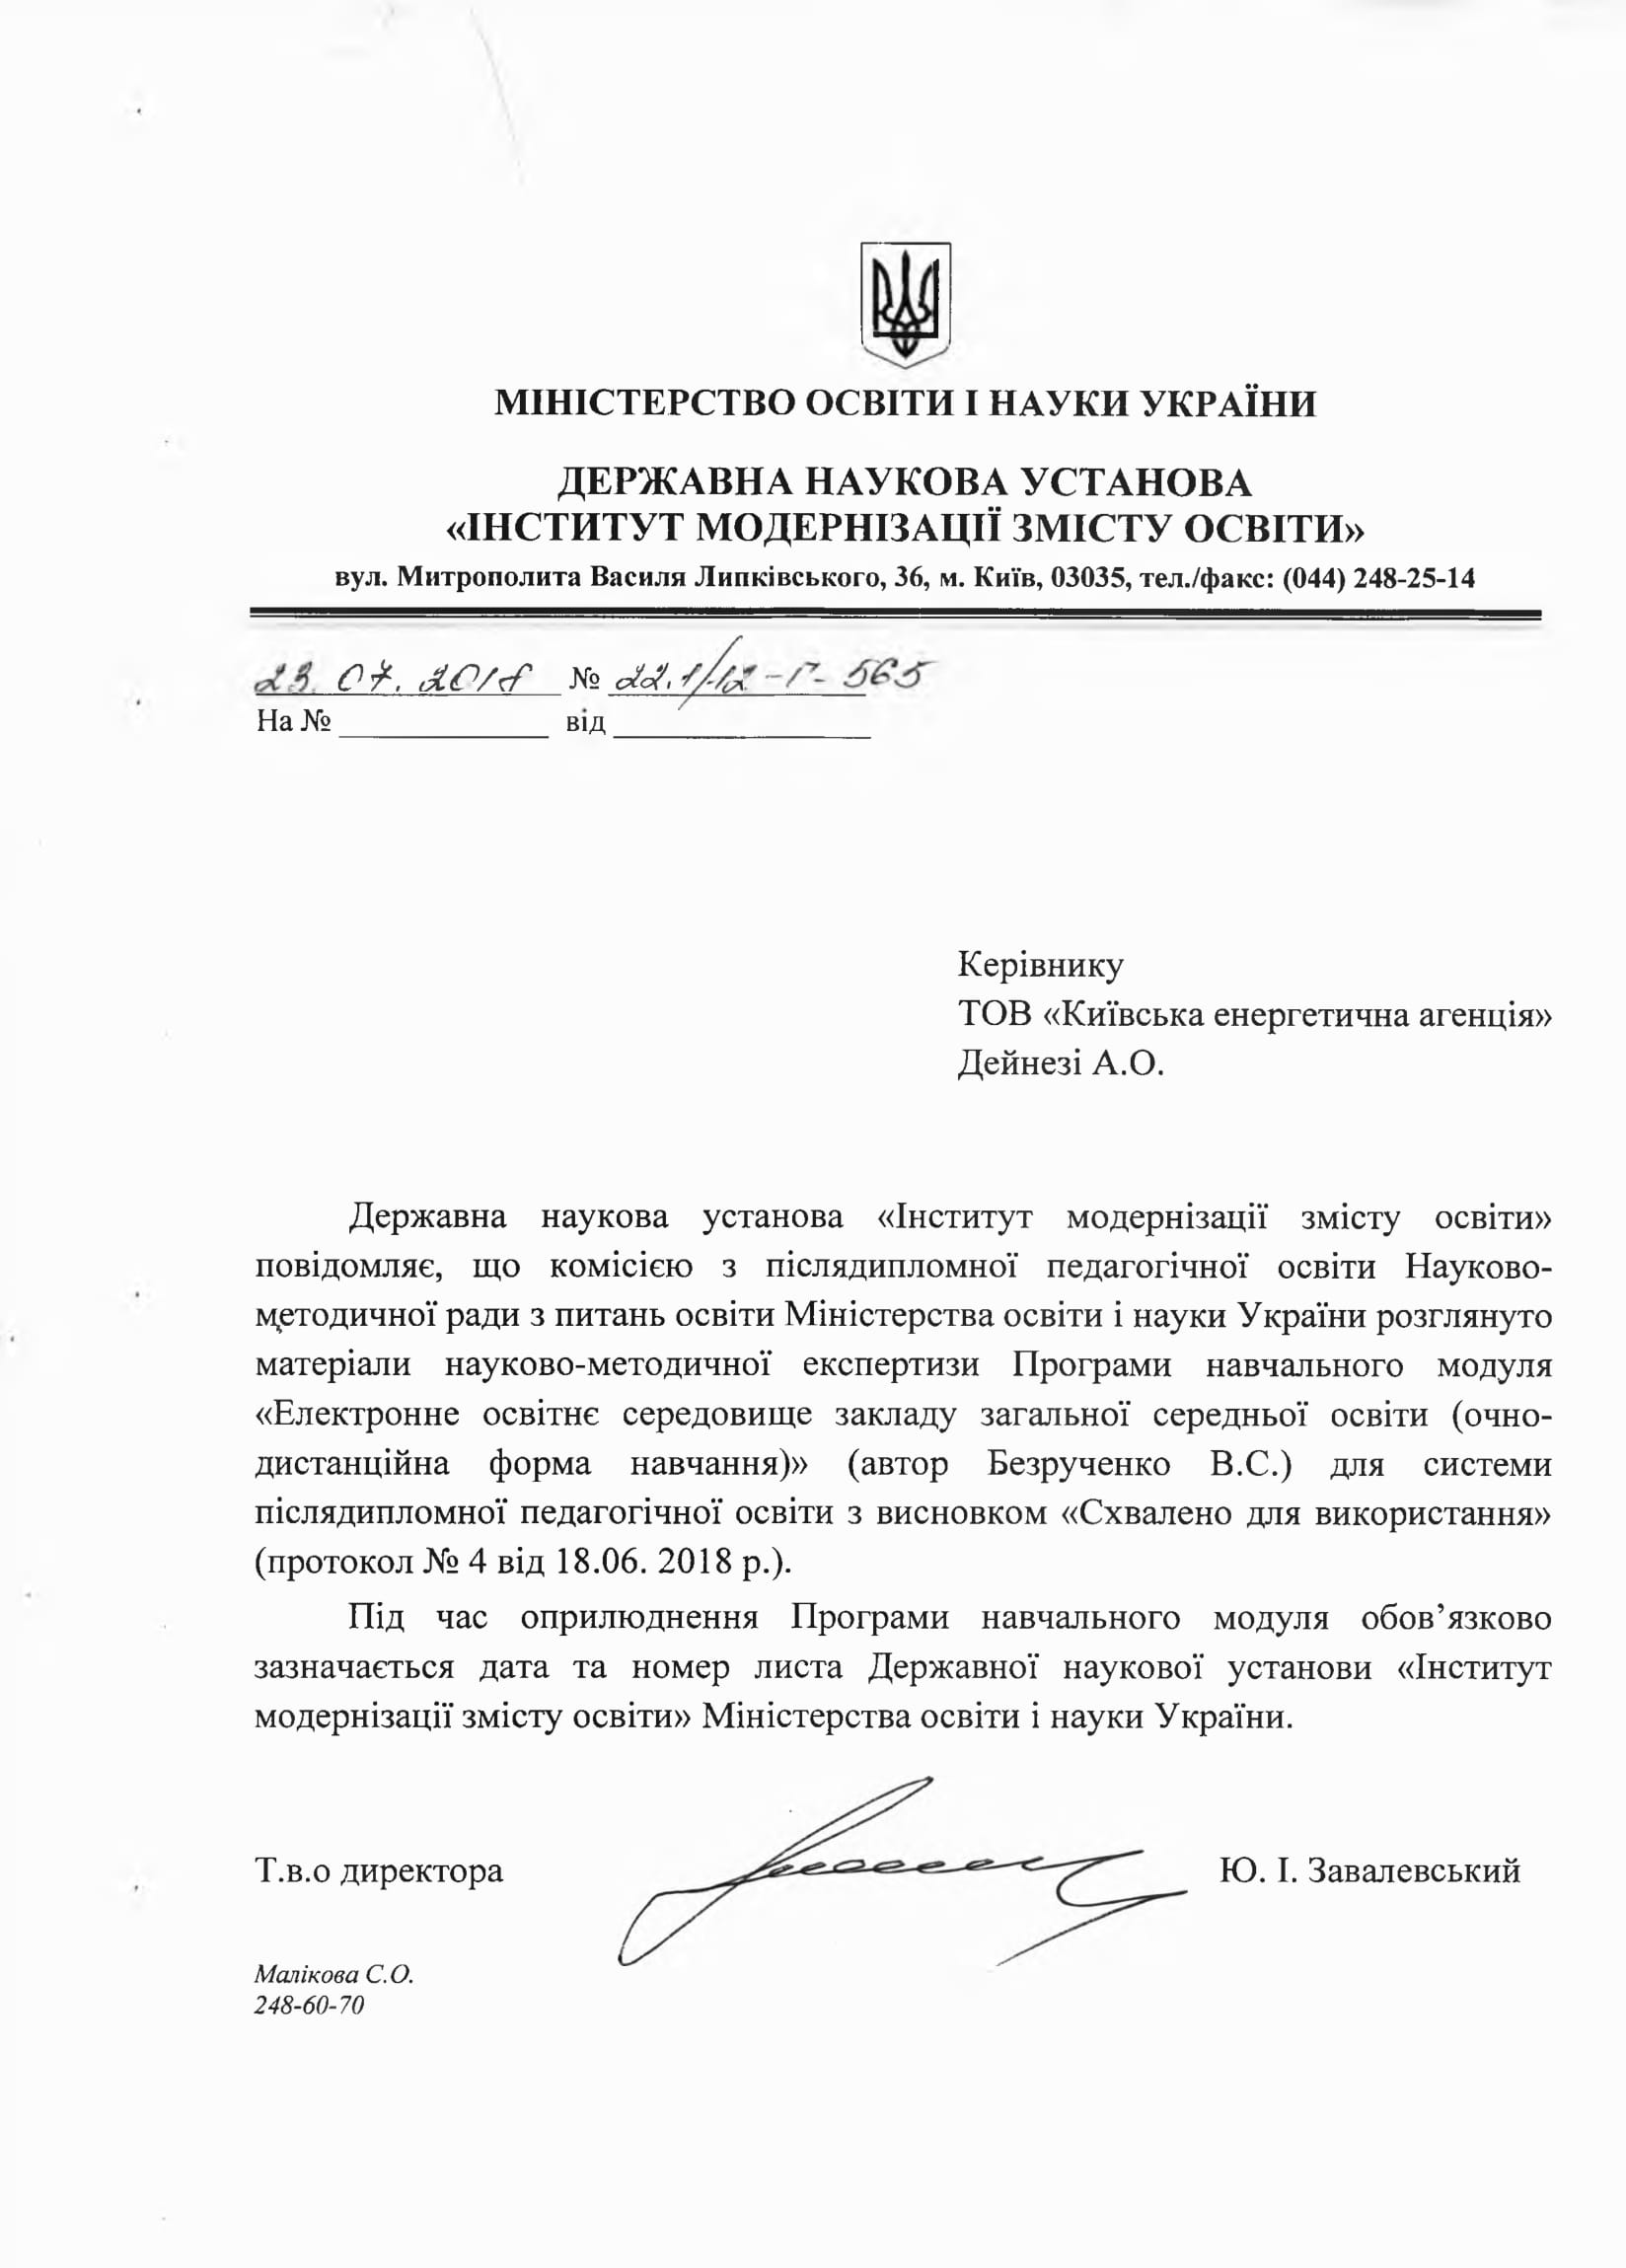 МІНІСТЕРСТВО ОСВІТИ І НАУКИ УКРАЇНИ
ДЕРЖАВНА НАУКОВА УСТАНОВА
«ІНСТИТУТ МОДЕРНІЗАЦІЇ ЗМІСТУ ОСВІТИ»
вул. Митрополита Василя Липківського, 36, м. Київ, 03035, тел./факс: (044) 248-25-14
23. 07. 2018 № 22.1/12-Г-565
На № від
Керівнику
ТОВ «Київська енергетична агенція»
Дейнезі А.О.
Державна наукова установа «Інститут модернізації змісту освіти»
повідомляє, що комісією з післядипломної педагогічної освіти Науково-
методичної ради з питань освіти Міністерства освіти і науки України розглянуто
матеріали науково-методичної експертизи Програми навчального модуля
«Електронне освітнє середовище закладу загальної середньої освіти (очно-
дистанційна форма навчання)» (автор Безрученко В.С.) для системи
післядипломної педагогічної освіти з висновком «Схвалено для використання»
(протокол № 4 від 18.06. 2018 р.).
Під час оприлюднення Програми навчального модуля обов’язково
зазначається дата та номер листа Державної наукової установи «Інститут
модернізації змісту освіти» Міністерства освіти і науки України.
Т.в.о директора Ю. І. Завалевський
Малікова С.О.
248-60-70